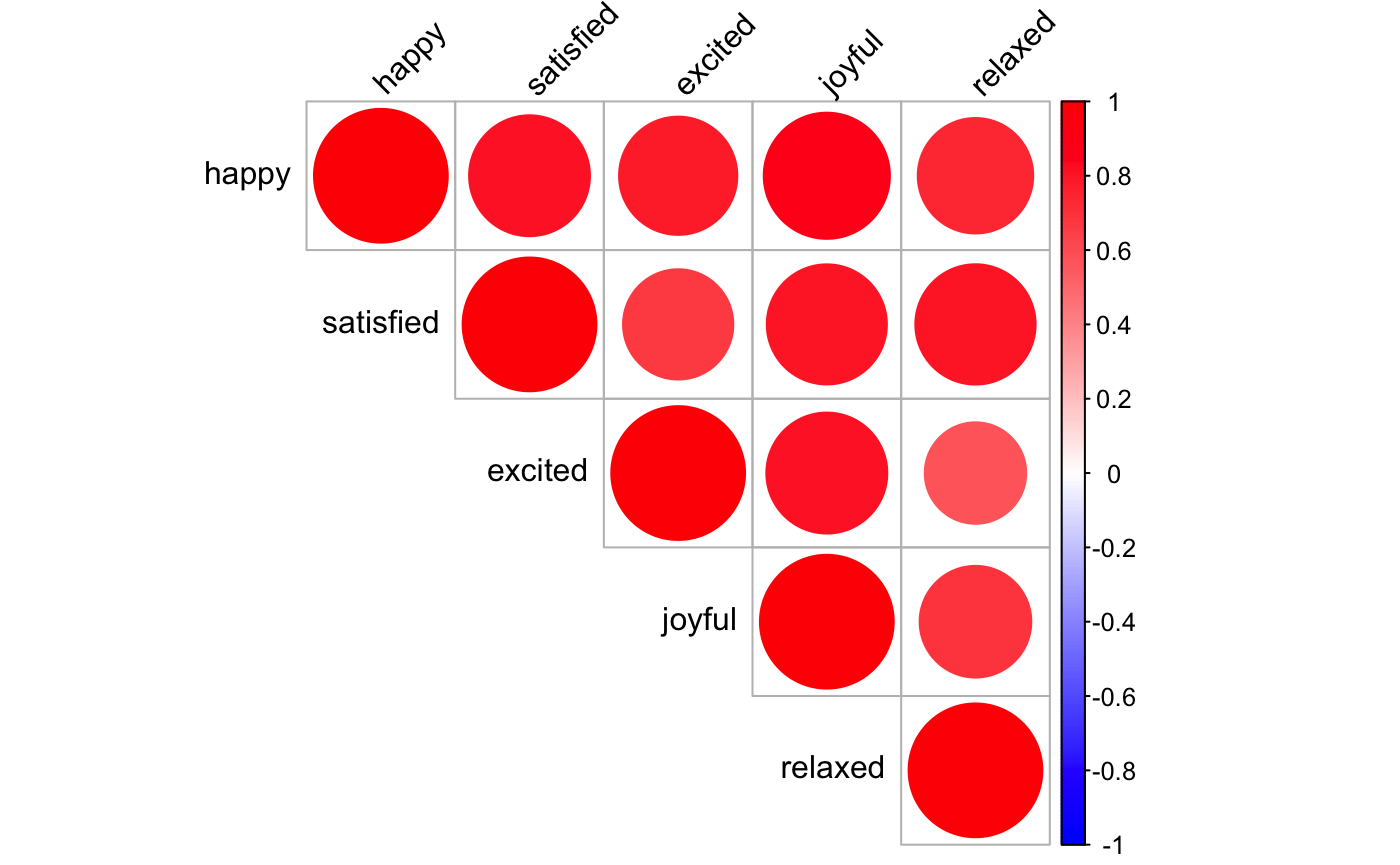 happy
satisfied
excited
joyful
relaxed
happy
satisfied
excited
joyful
relaxed
1
0.8
0.6
0.4
0.2
0
-0.2
-0.4
-0.6
-0.8
-1